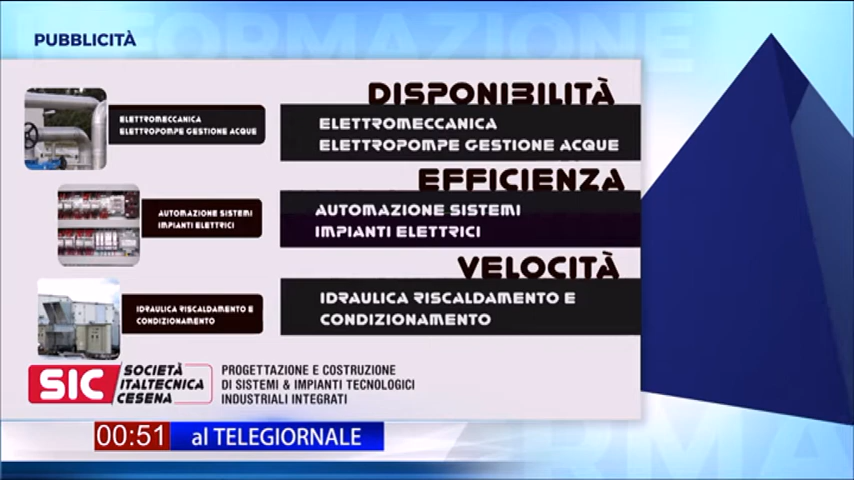 INFORMAZIONE
PUBBLICITÀ
DISPONIBILITÀ
ELETTROMECCANICA
ELETTROPOMPE GESTIONE ACQUE
ELETTROMECCANICA
ELETTROPOMPE GESTIONE ACQUE
EFFICIENZA
AUTOMAZIONE SISTEMI
IMPIANTI ELETTRICI
AUTOMAZIONE SISTEMI
IMPIANTI ELETTRICI
VELOCITÀ
IDRAULICA RISCALDAMENTO E
CONDIZIONAMENTO
IDRAULICA RISCALDAMENTO E
CONDIZIONAMENTO
SIC
SOCIETÀ
ITALTECNICA
CESENA
PROGETTAZIONE E COSTRUZIONE
DI SISTEMI & IMPIANTI TECNOLOGICI
INDUSTRIALI INTEGRATI
00:51 al TELEGIORNALE